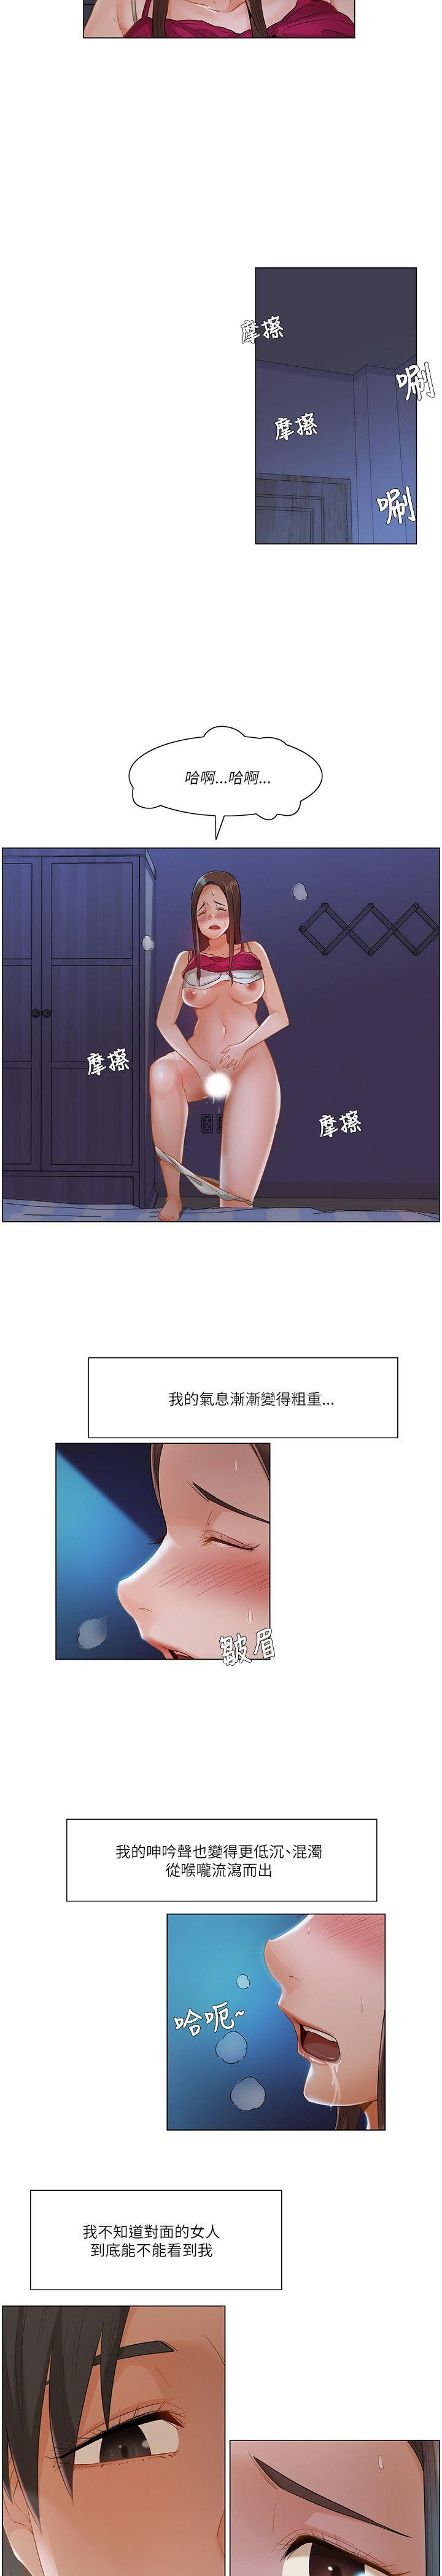 摩擦
唰
摩擦
唰
哈啊...哈啊...
摩擦
摩擦
我的氣息漸漸變得粗重...
皺眉
我的呻吟聲也變得更低沉、混濁
從喉嚨流瀉而出
哈呃~
我不知道對面的女人
到底能不能看到我